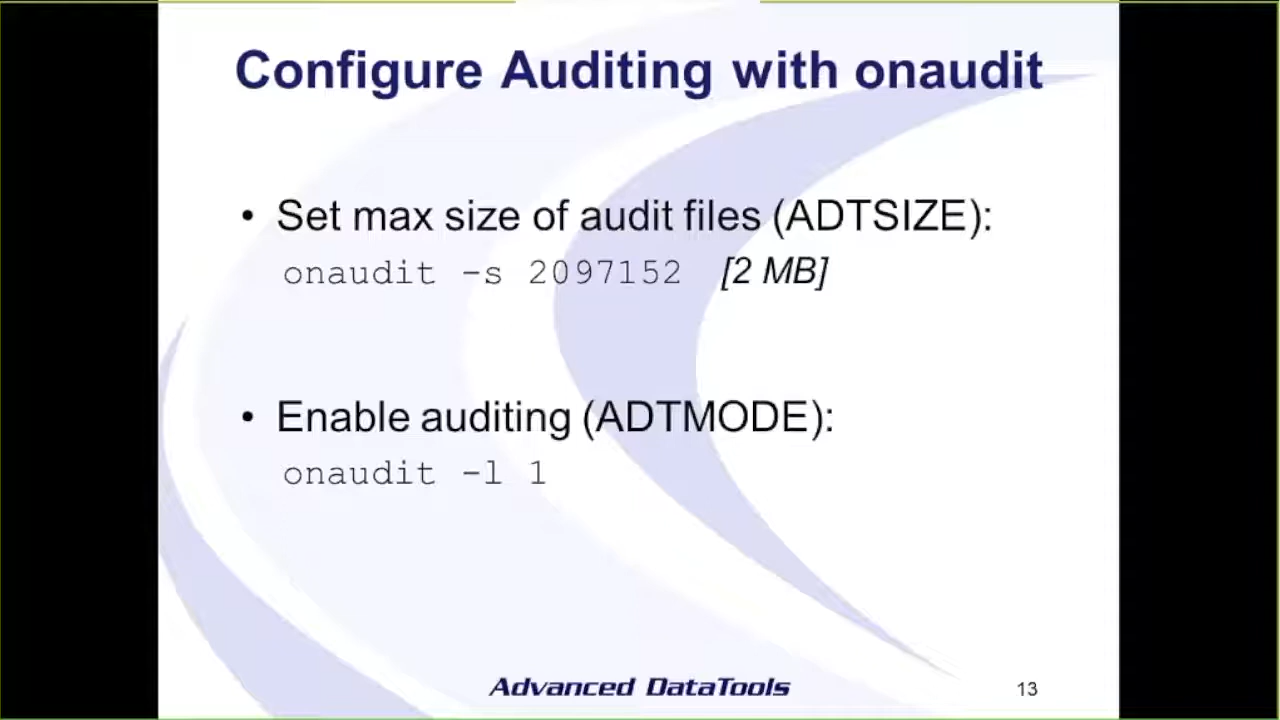 Configure Auditing with onaudit
• Set max size of audit files (ADTSIZE):
onaudit -s 2097152 [2 MB]
• Enable auditing (ADTMODE):
onaudit -l 1
Advanced DataTools
13